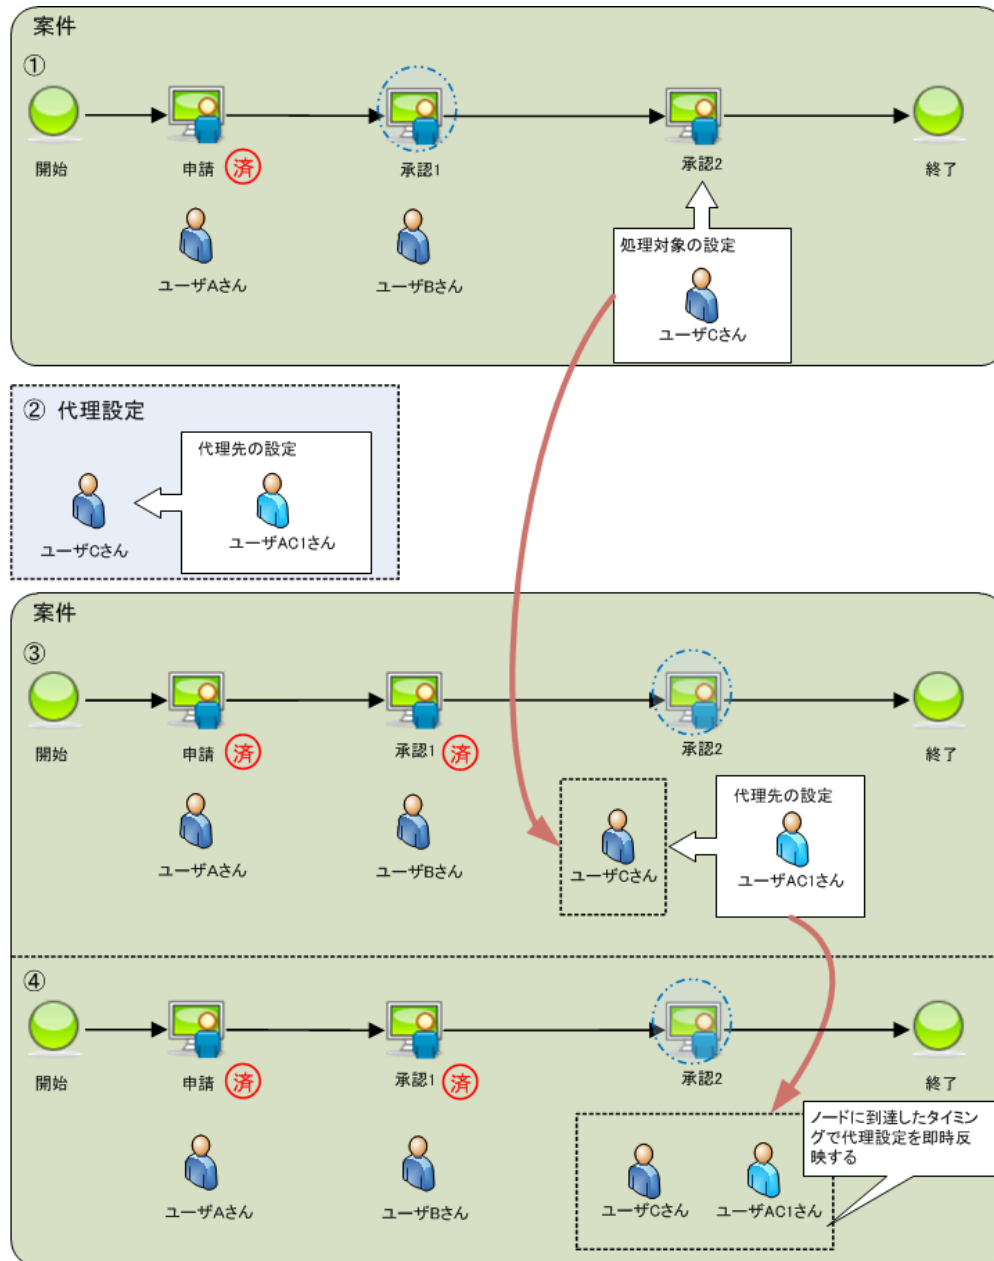 案件
①
開始
申請 済
承認1
承認2
終了
ユーザAさん
ユーザBさん
処理対象の設定
ユーザCさん
② 代理設定
代理先の設定
ユーザCさん
ユーザAC1さん
案件
③
開始
申請 済
承認1 済
承認2
終了
ユーザAさん
ユーザBさん
ユーザCさん
代理先の設定
ユーザAC1さん
④
開始
申請 済
承認1 済
承認2
終了
ノードに到達したタイミン
グで代理設定を即時反
映する
ユーザAさん
ユーザBさん
ユーザCさん
ユーザAC1さん